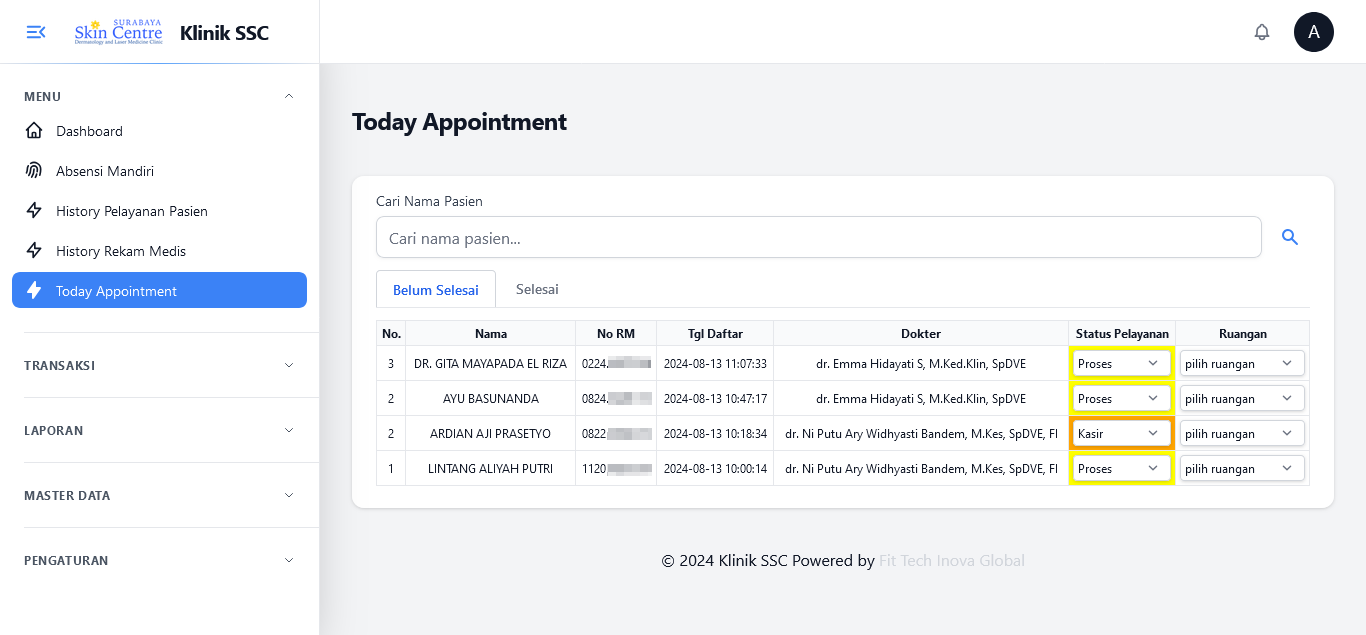 SURABAYA
Skin Centre
Dermatology and Laser Medicine Clinic
Klinik SSC
A
MENU
Dashboard
Absensi Mandiri
History Pelayanan Pasien
History Rekam Medis
Today Appointment
TRANSAKSI
LAPORAN
MASTER DATA
PENGATURAN
Today Appointment
Cari Nama Pasien
Cari nama pasien...
Belum Selesai Selesai
No. Nama No RM Tgl Daftar Dokter Status Pelayanan Ruangan
3 DR. GITA MAYAPADA EL RIZA 0224. 2024-08-13 11:07:33 dr. Emma Hidayati S, M.Ked.Klin, SpDVE Proses pilih ruangan
2 AYU BASUNANDA 0824. 2024-08-13 10:47:17 dr. Emma Hidayati S, M.Ked.Klin, SpDVE Proses pilih ruangan
2 ARDIAN AJI PRASETYO 0822 2024-08-13 10:18:34 dr. Ni Putu Ary Widhyasti Bandem, M.Kes, SpDVE, FI Kasir pilih ruangan
1 LINTANG ALIYAH PUTRI 1120 2024-08-13 10:00:14 dr. Ni Putu Ary Widhyasti Bandem, M.Kes, SpDVE, FI Proses pilih ruangan
© 2024 Klinik SSC Powered by Fit Tech Inova Global